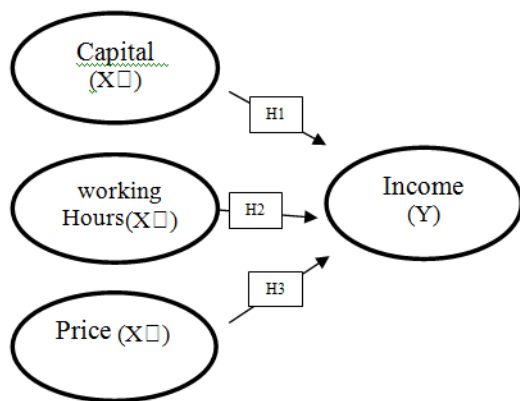 Capital
(X□)
H1
working
Hours(X□)
H2
Income
(Y)
H3
Price (X□)